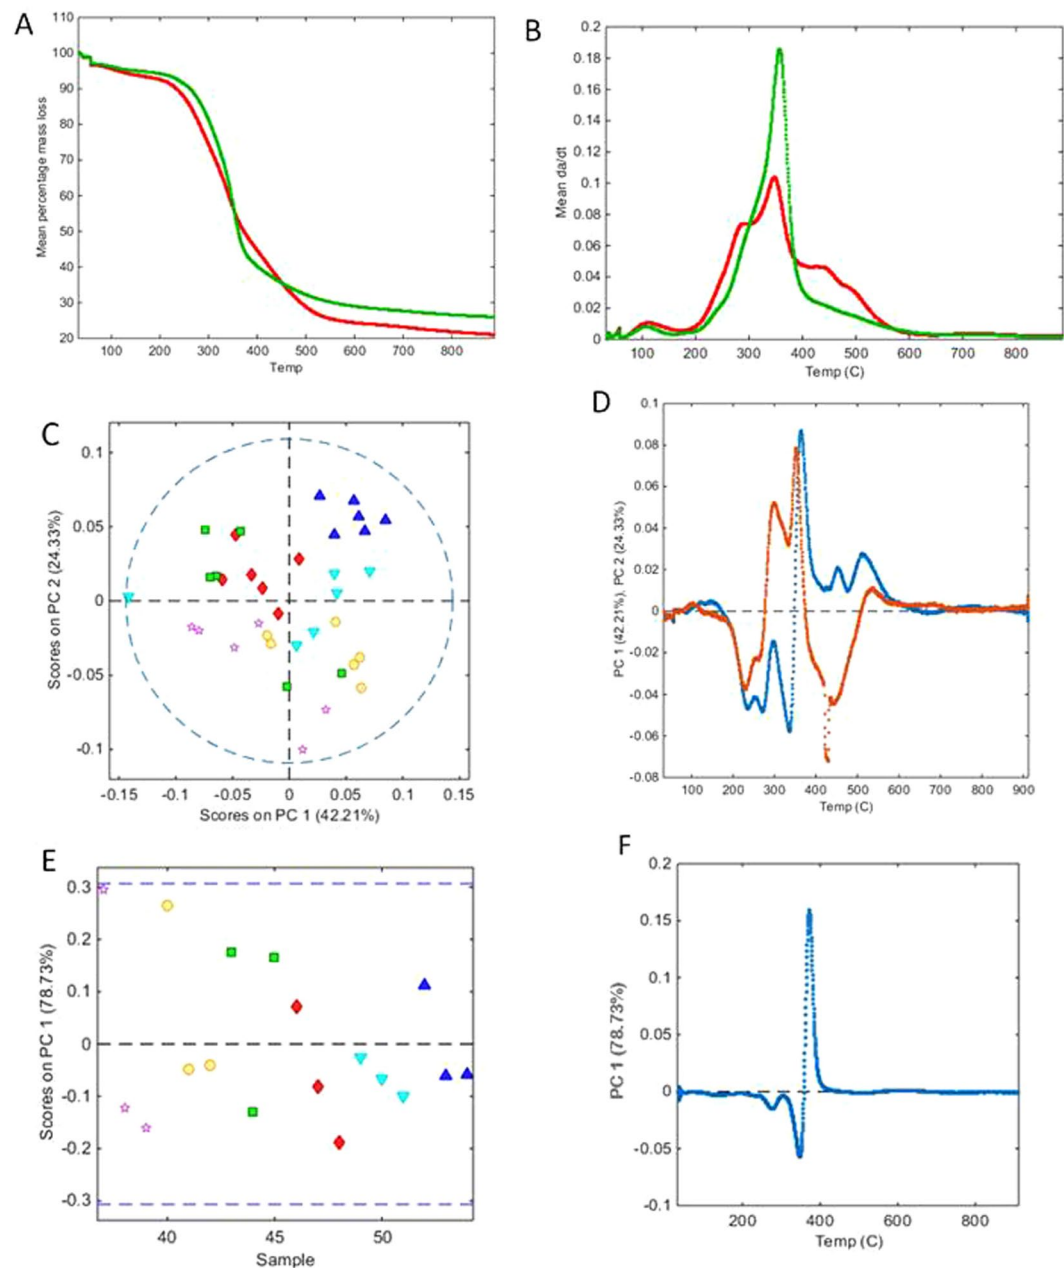 A
110
100
90
80
70
60
50
40
30
20
Mean percentage mass loss
100 200 300 400 500 600 700 800
Temp
B
0.2
0.18
0.16
0.14
0.12
0.1
0.08
0.06
0.04
0.02
0
Mean da/dt
100 200 300 400 500 600 700 800
Temp (C)
C
0.1
0.05
0
-0.05
-0.1
Scores on PC 2 (24.33%)
-0.15 -0.1 -0.05 0 0.05 0.1 0.15
Scores on PC 1 (42.21%)
D
0.1
0.08
0.06
0.04
0.02
0
-0.02
-0.04
-0.06
-0.08
PC 1 (42.21%), PC 2 (24.33%)
100 200 300 400 500 600 700 800 900
Temp (C)
E
0.3
0.2
0.1
0
-0.1
-0.2
-0.3
Scores on PC 1 (78.73%)
40 45 50
Sample
F
0.2
0.15
0.1
0.05
0
-0.05
-0.1
PC 1 (78.73%)
200 400 600 800
Temp (C)